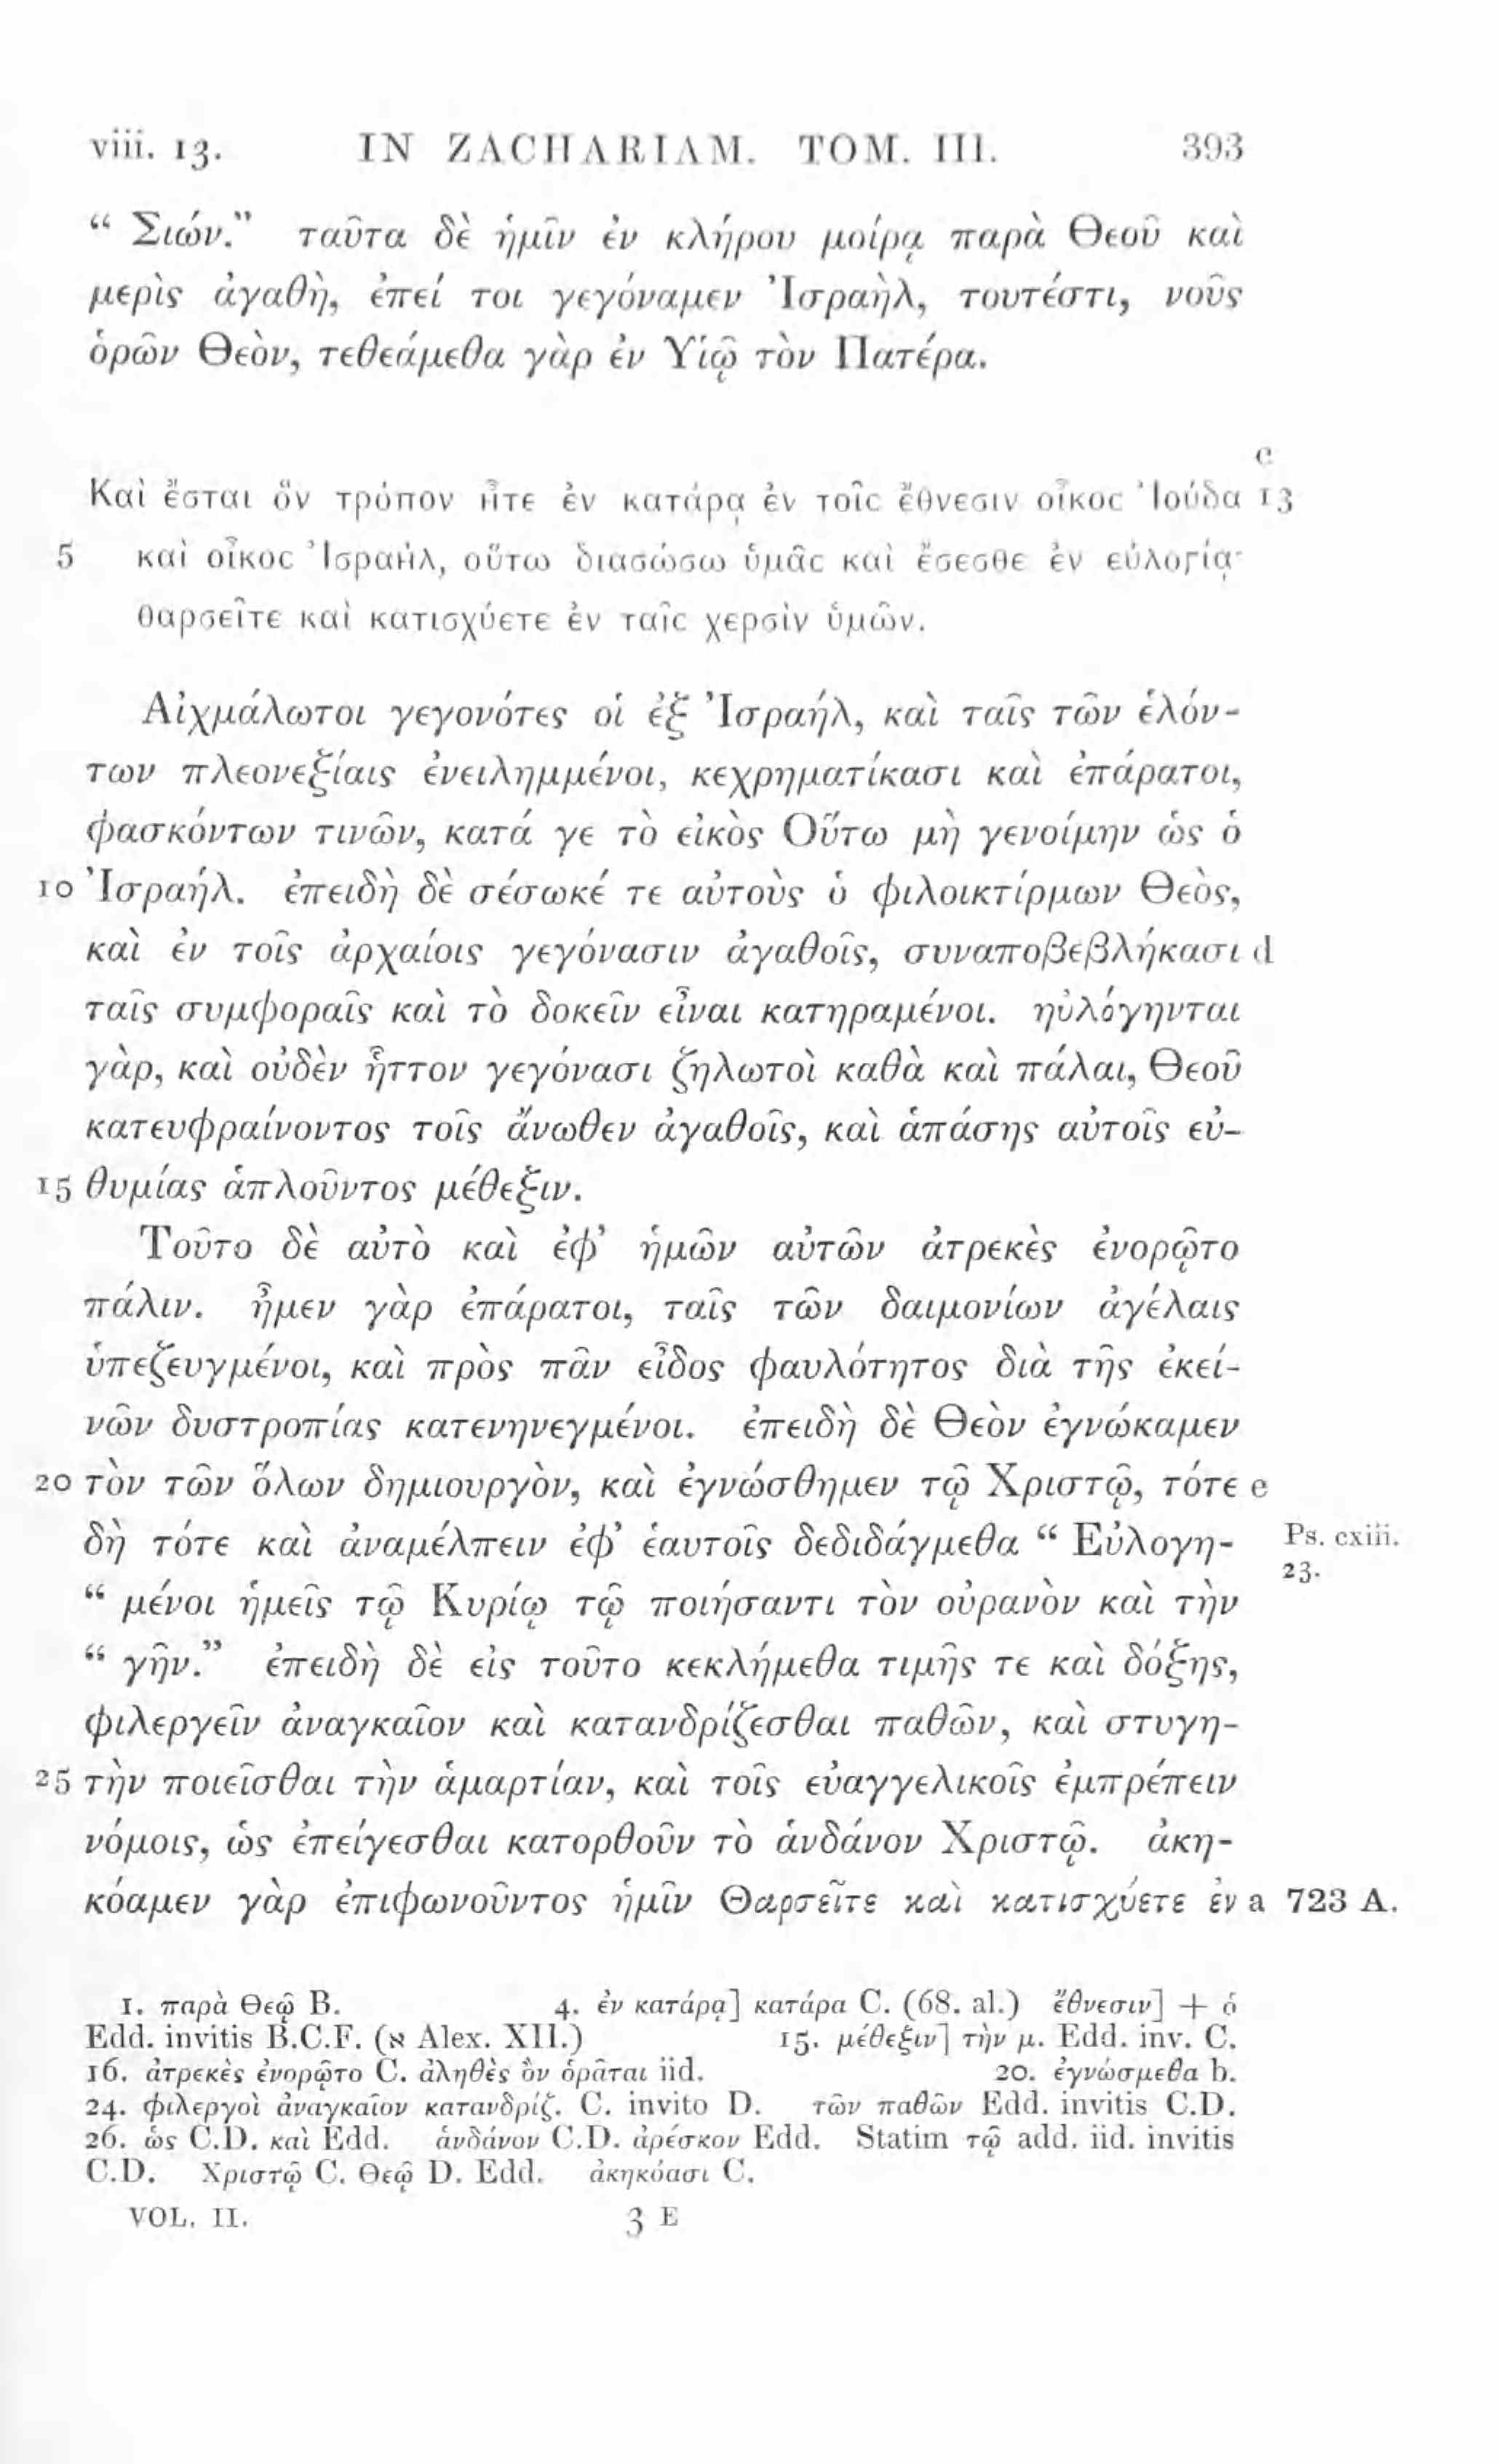 viii. 13. IN ZACHARIAM. TOM. III. 393
“ Σιών.” ταῦτα δὲ ἡμῖν ἐν κλήρου μοίρᾳ παρὰ Θεοῦ καὶ
μερὶς ἀγαθὴ, ἐπεί τοι γεγόναμεν Ἰσραὴλ, τουτέστι, νοῦς
ὁρῶν Θεὸν, τεθεάμεθα γὰρ ἐν Υἱῷ τὸν Πατέρα.
c
Καὶ ἔσται ὃν τρόπον ἦτε ἐν κατάρᾳ ἐν τοῖς ἔθνεσιν οἶκος Ἰούδα 13
5 καὶ οἶκος Ἰσραὴλ, οὕτω διασώσω ὑμᾶς καὶ ἔσεσθε ἐν εὐλογίᾳ·
θαρσεῖτε καὶ κατισχύετε ἐν ταῖς χερσὶν ὑμῶν.
Αἰχμάλωτοι γεγονότες οἱ ἐξ Ἰσραήλ, καὶ ταῖς τῶν ἑλόν-
των πλεονεξίαις ἐνειλημμένοι, κεχρηματίκασι καὶ ἐπάρατοι,
φασκόντων τινῶν, κατά γε τὸ εἰκὸς Οὕτω μὴ γενοίμην ὡς ὁ
10 Ἰσραήλ. ἐπειδὴ δὲ σέσωκέ τε αὐτοὺς ὁ φιλοικτίρμων Θεὸς,
καὶ ἐν τοῖς ἀρχαίοις γεγόνασιν ἀγαθοῖς, συναποβεβλήκασι d
ταῖς συμφοραῖς καὶ τὸ δοκεῖν εἶναι κατηραμένοι. ηὐλόγηνται
γὰρ, καὶ οὐδὲν ἧττον γεγόνασι ζηλωτοὶ καθὰ καὶ πάλαι, Θεοῦ
κατευφραίνοντος τοῖς ἄνωθεν ἀγαθοῖς, καὶ ἁπάσης αὐτοῖς εὐ-
15 θυμίας ἁπλοῦντος μέθεξιν.
Τοῦτο δὲ αὐτὸ καὶ ἐφ’ ἡμῶν αὐτῶν ἀτρεκὲς ἐνορῷτο
πάλιν. ἦμεν γὰρ ἐπάρατοι, ταῖς τῶν δαιμονίων ἀγέλαις
ὑπεζευγμένοι, καὶ πρὸς πᾶν εἶδος φαυλότητος διὰ τῆς ἐκεί-
νῶν δυστροπίας κατενηνεγμένοι. ἐπειδὴ δὲ Θεὸν ἐγνώκαμεν
20 τὸν τῶν ὅλων δημιουργὸν, καὶ ἐγνώσθημεν τῷ Χριστῷ, τότε e
δὴ τότε καὶ ἀναμέλπειν ἐφ’ ἑαυτοῖς δεδιδάγμεθα “ Εὐλογη- Ps. cxiii.
23.
“ μένοι ἡμεῖς τῷ Κυρίῳ τῷ ποιήσαντι τὸν οὐρανὸν καὶ τὴν
“ γῆν.” ἐπειδὴ δὲ εἰς τοῦτο κεκλήμεθα τιμῆς τε καὶ δόξης,
φιλεργεῖν ἀναγκαῖον καὶ κατανδρίζεσθαι παθῶν, καὶ στυγη-
25 τὴν ποιεῖσθαι τὴν ἁμαρτίαν, καὶ τοῖς εὐαγγελικοῖς ἐμπρέπειν
νόμοις, ὡς ἐπείγεσθαι κατορθοῦν τὸ ἁνδάνον Χριστῷ. ἀκη-
κόαμεν γὰρ ἐπιφωνοῦντος ἡμῖν Θαρσεῖτε καὶ κατισχύετε ἐν a 723 A.
1. παρὰ Θεῷ B. 4. ἐν κατάρᾳ] κατάρα C. (68. al.) ἔθνεσιν] + ὁ
Edd. invitis B.C.F. (א Alex. XII.) 15. μέθεξιν] τὴν μ. Edd. inv. C.
16. ἀτρεκὲς ἐνορῷτο C. ἀληθὲς ὂν ὁρᾶται iid. 20. ἐγνώσμεθα b.
24. φιλεργοὶ ἀναγκαῖον κατανδρίζ. C. invito D. τῶν παθῶν Edd. invitis C.D.
26. ὡς C.D. καὶ Edd. ἁνδάνον C.D. ἀρέσκον Edd. Statim τῷ add. iid. invitis
C.D. Χριστῷ C. Θεῷ D. Edd. ἀκηκόασι C.
VOL. II. 3 E